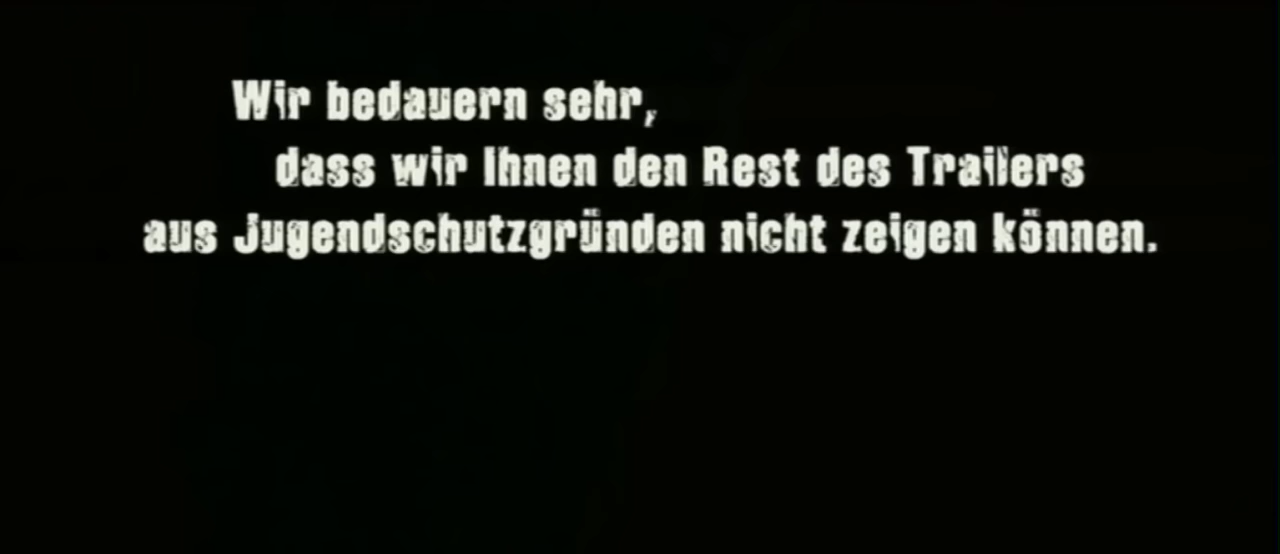 Wir bedauern sehr,
dass wir Ihnen den Rest des Trailers
aus Jugendschutzgründen nicht zeigen können.